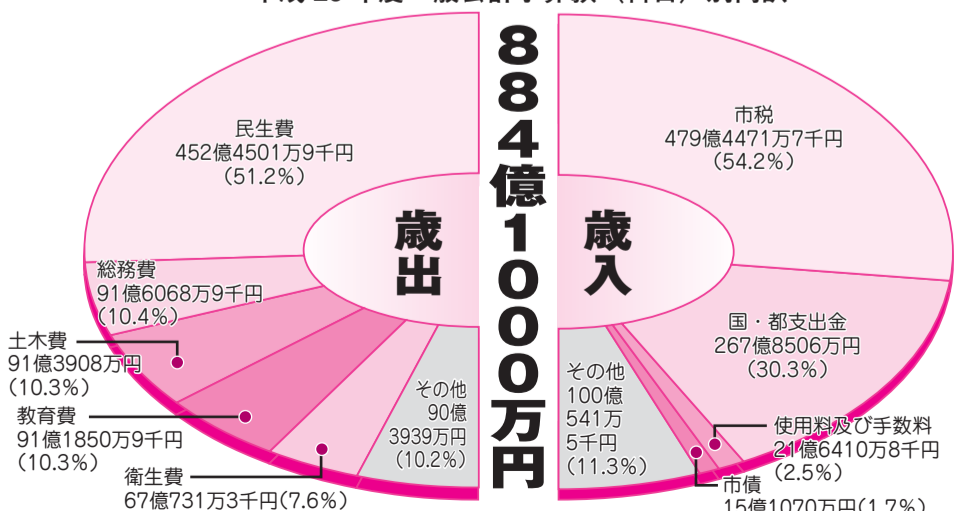 884億1000万円
歳出
民生費
452億4501万9千円
(51.2%)
総務費
91億6068万9千円
(10.4%)
土木費
91億3908万円
(10.3%)
教育費
91億1850万9千円
(10.3%)
衛生費
67億731万3千円(7.6%)
その他
90億
3939万円
(10.2%)
歳入
市税
479億4471万7千円
(54.2%)
国・都支出金
267億8506万円
(30.3%)
使用料及び手数料
21億6410万8千円
(2.5%)
市債
15億1070万円(1.7%)
その他
100億
541万
5千円
(11.3%)